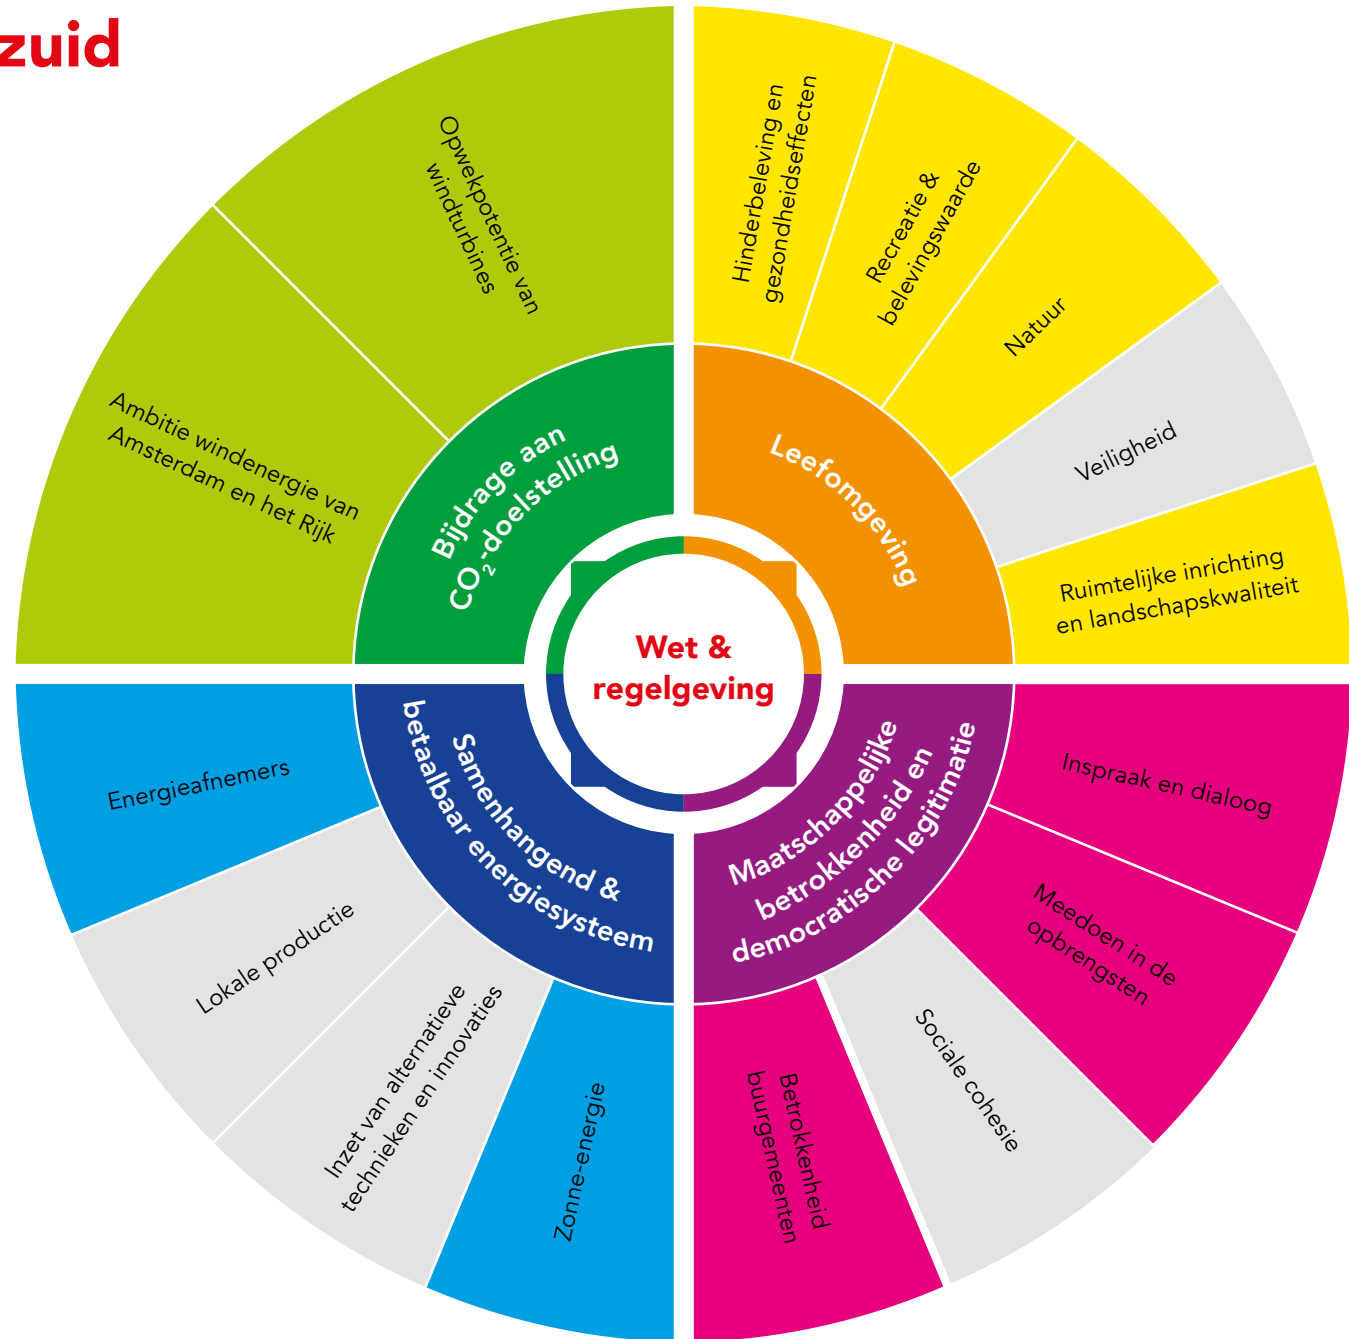 zuid
Opwekpotentie van
windturbines
Ambitie windenergie van
Amsterdam en het Rijk
Bijdrage aan
CO₂-doelstelling
Hinderbeleving en
gezondheidseffecten
Recreatie &
belevingswaarde
Natuur
Veiligheid
Ruimtelijke inrichting
en landschapskwaliteit
Leefomgeving
Wet &
regelgeving
Energieafnemers
Lokale productie
Inzet van alternatieve
technieken en innovaties
Zonne-energie
Samenhangend &
betaalbaar energiesysteem
Maatschappelijke
betrokkenheid en
democratische legitimatie
Inspraak en dialoog
Meedoen in de
opbrengsten
Sociale cohesie
Betrokkenheid
buurgemeenten